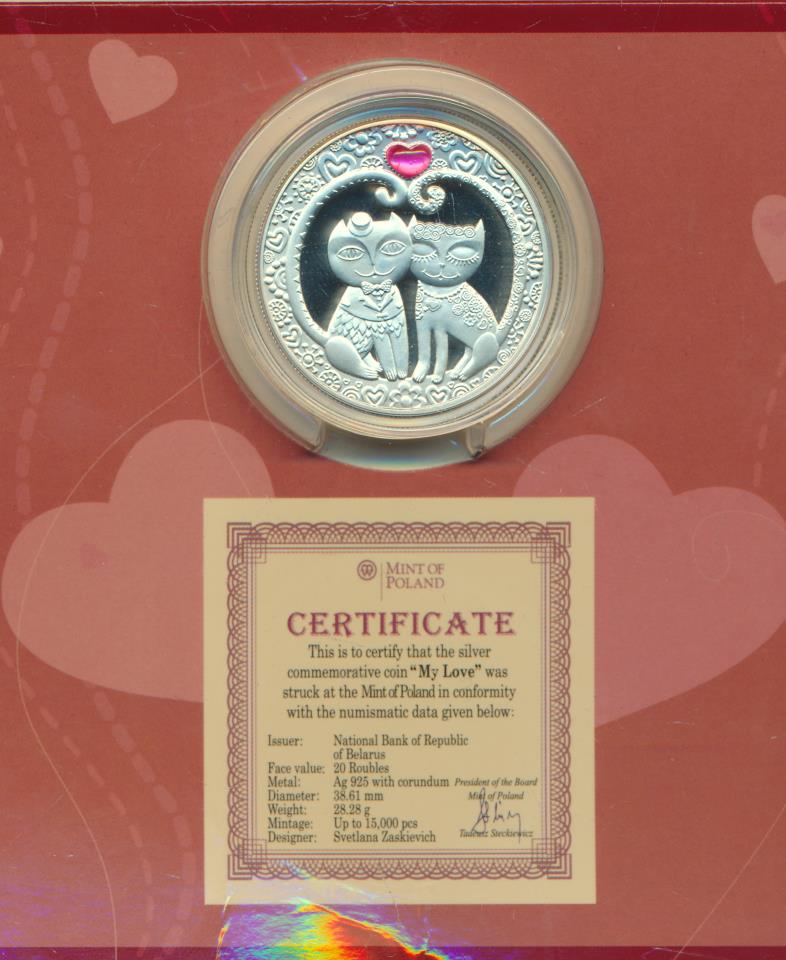 MINT OF
POLAND
CERTIFICATE
This is to certify that the silver
commemorative coin "My Love" was
struck at the Mint of Poland in conformity
with the numismatic data given below:
Issuer: National Bank of Republic
of Belarus
Face value: 20 Roubles
Metal: Ag 925 with corundum
Diameter: 38.61 mm
Weight: 28.28 g
Mintage: Up to 15,000 pcs
Designer: Svetlana Zaskievich
President of the Board
Mint of Poland
Tadeusz Steckiewicz